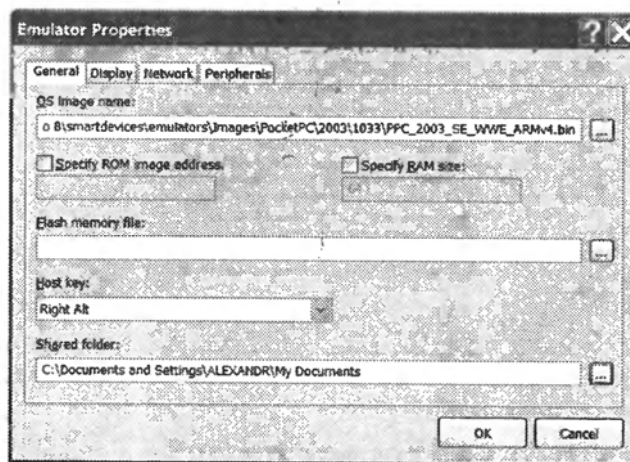 Emulator Properties
General Display Network Peripherals
OS image name:
o 8\smartdevices\emulators\Images\PocketPC\2003\1033\PPC_2003_SE_WWE_ARMv4.bin ...
Specify ROM image address: Specify RAM size:
Flash memory file:
...
Host key:
Right Alt
Shared folder:
C:\Documents and Settings\ALEXANDR\My Documents ...
OK Cancel